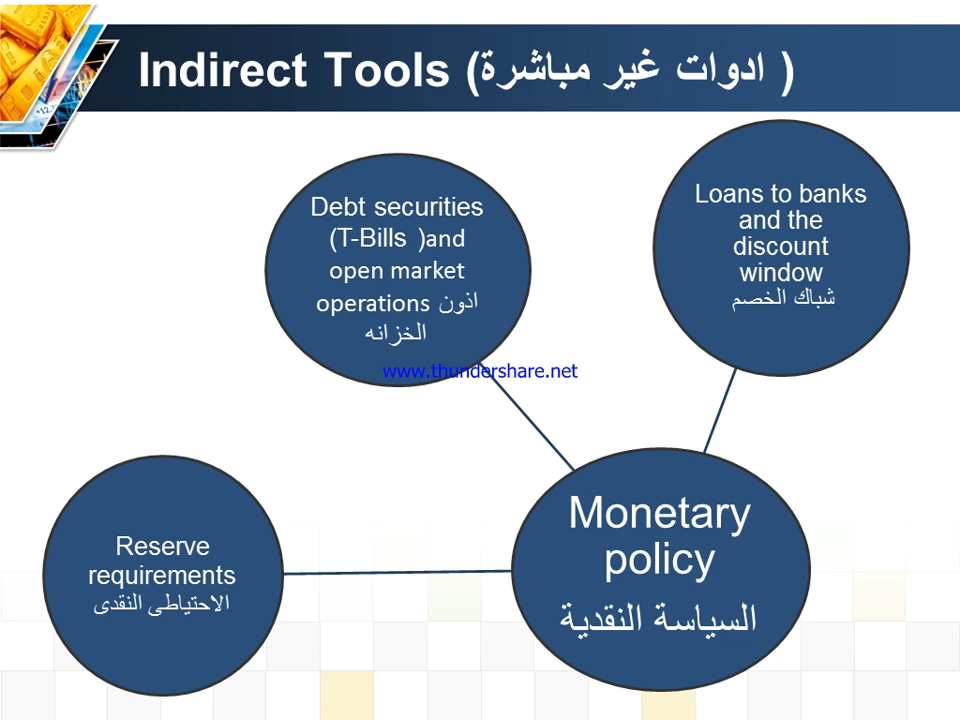 Indirect Tools (ادوات غير مباشرة )
Debt securities
(T-Bills )and
open market
operations اذون
الخزانه
Loans to banks
and the
discount
window
شباك الخصم
www.thundershare.net
Monetary
policy
السياسة النقدية
Reserve
requirements
الاحتياطى النقدى